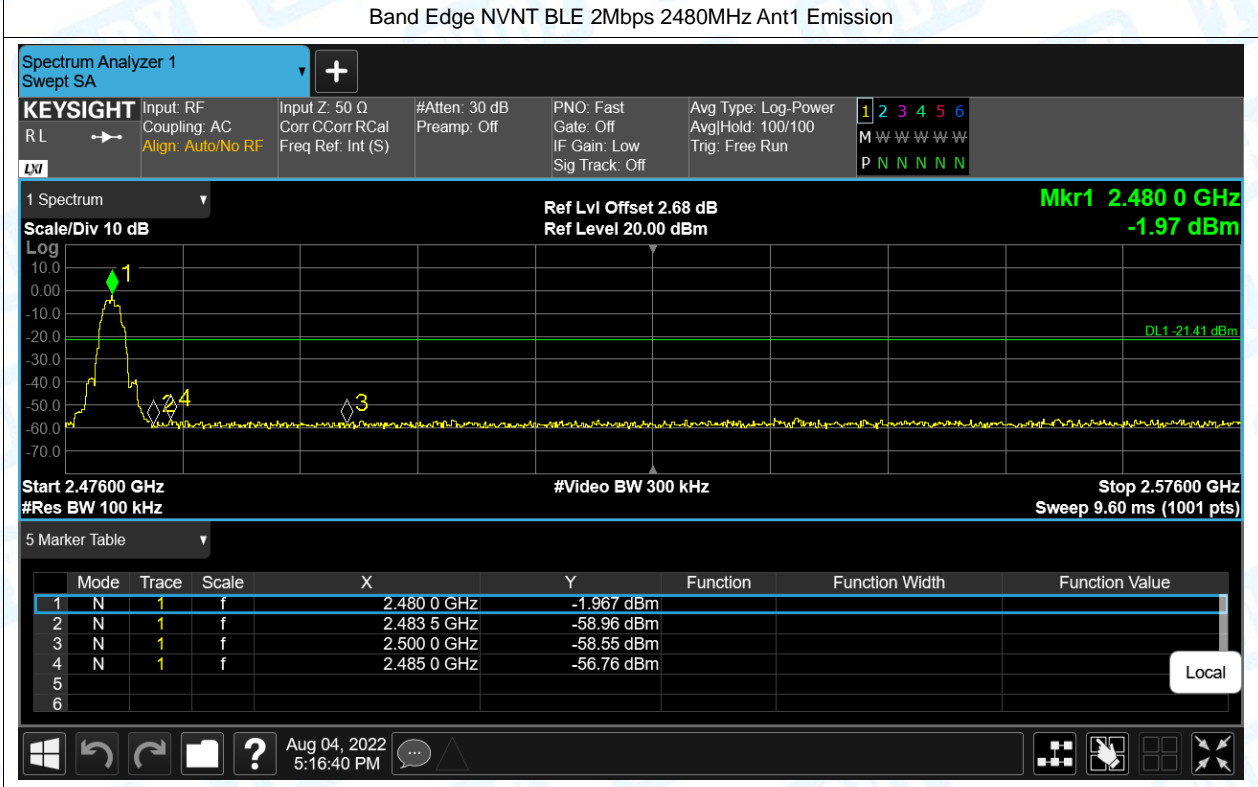 Band Edge NVNT BLE 2Mbps 2480MHz Ant1 Emission
Spectrum Analyzer 1
Swept SA
KEYSIGHT
R L
LXI
Input: RF
Coupling: AC
Align: Auto/No RF
Input Z: 50 Ω
Corr CCorr RCal
Freq Ref: Int (S)
#Atten: 30 dB
Preamp: Off
PNO: Fast
Gate: Off
IF Gain: Low
Sig Track: Off
Avg Type: Log-Power
Avg|Hold: 100/100
Trig: Free Run
1 2 3 4 5 6
M W W W W W
P N N N N N
1 Spectrum
Scale/Div 10 dB
Ref Lvl Offset 2.68 dB
Ref Level 20.00 dBm
Mkr1 2.480 0 GHz
-1.97 dBm
Log
10.0
0.00
-10.0
-20.0
-30.0
-40.0
-50.0
-60.0
-70.0
1
DL1 -21.41 dBm
2 4
3
Start 2.47600 GHz
#Video BW 300 kHz
Stop 2.57600 GHz
#Res BW 100 kHz
Sweep 9.60 ms (1001 pts)
5 Marker Table
Mode Trace Scale X Y Function Function Width Function Value
1 N 1 f 2.480 0 GHz -1.967 dBm
2 N 1 f 2.483 5 GHz -58.96 dBm
3 N 1 f 2.500 0 GHz -58.55 dBm
4 N 1 f 2.485 0 GHz -56.76 dBm
5
6
Local
?
Aug 04, 2022
5:16:40 PM